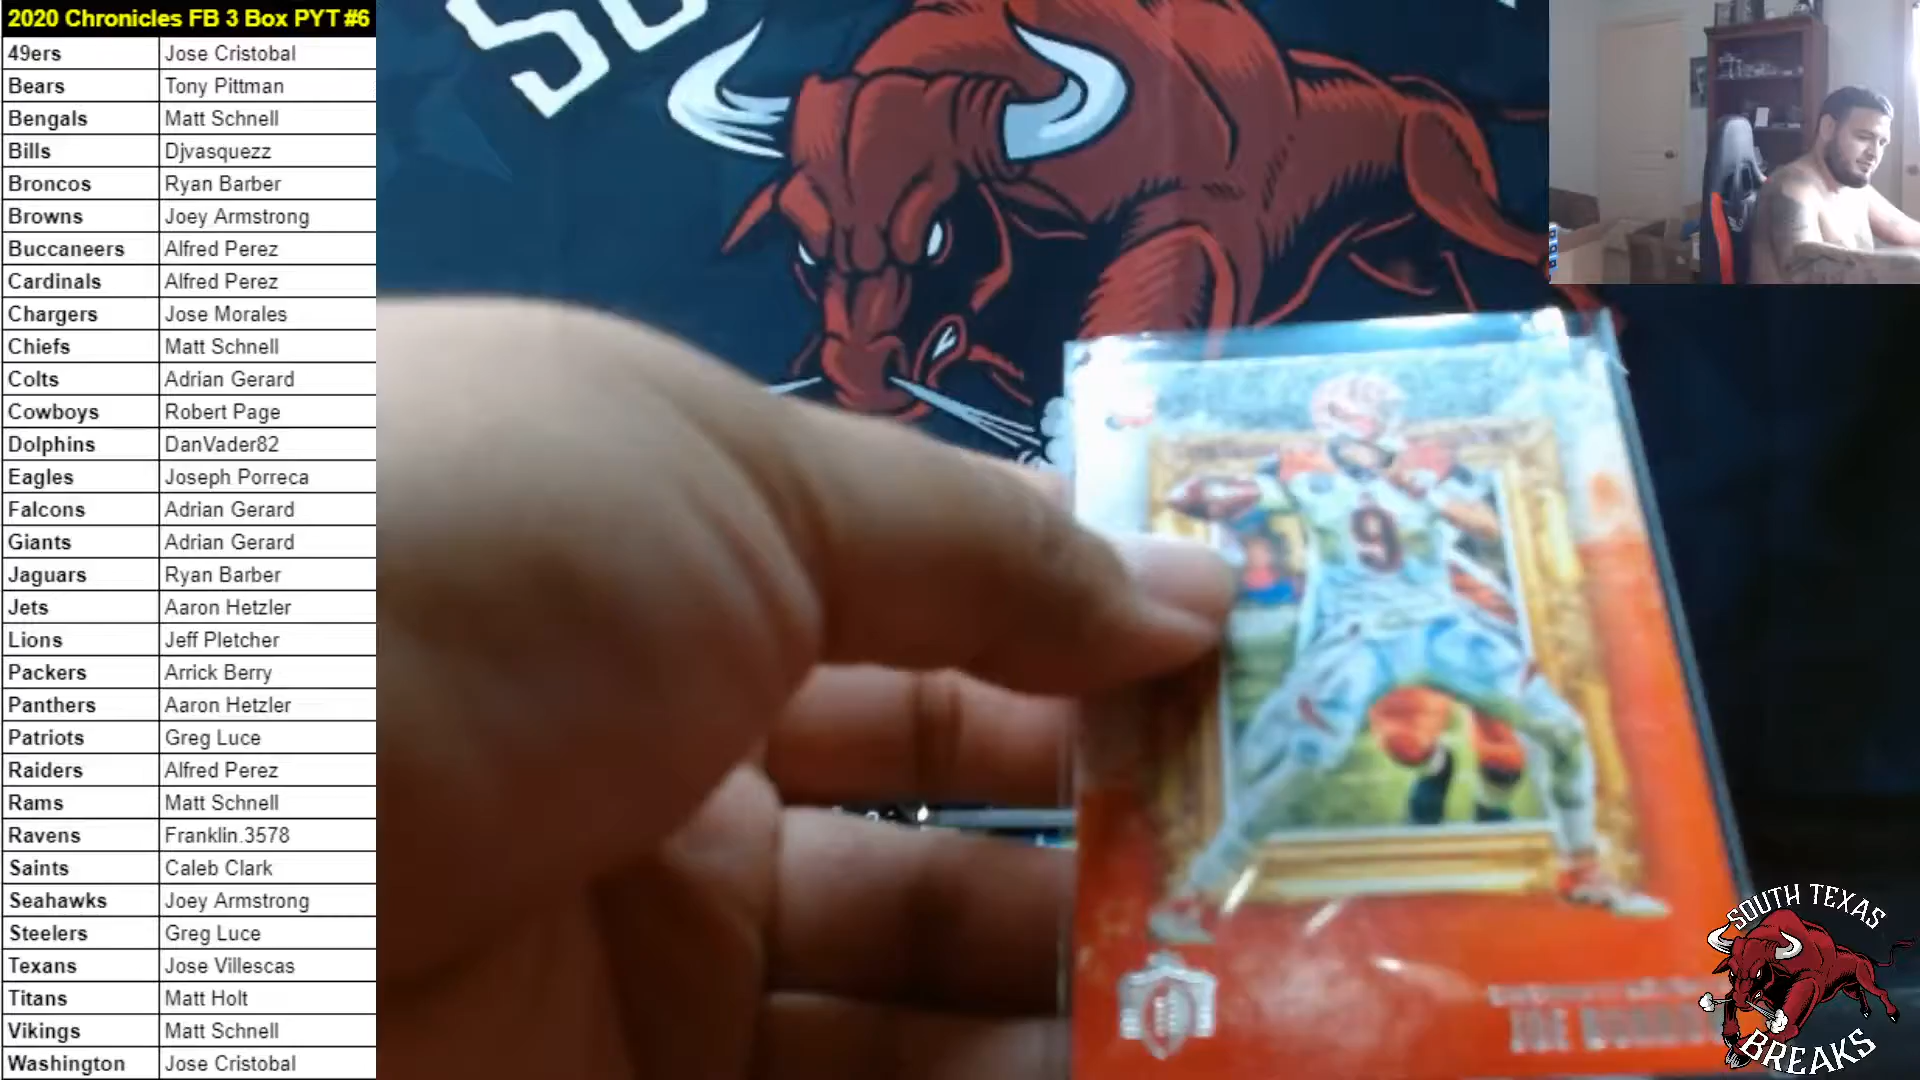 2020 Chronicles FB 3 Box PYT #6
49ers Jose Cristobal
Bears Tony Pittman
Bengals Matt Schnell
Bills Djvasquezz
Broncos Ryan Barber
Browns Joey Armstrong
Buccaneers Alfred Perez
Cardinals Alfred Perez
Chargers Jose Morales
Chiefs Matt Schnell
Colts Adrian Gerard
Cowboys Robert Page
Dolphins DanVader82
Eagles Joseph Porreca
Falcons Adrian Gerard
Giants Adrian Gerard
Jaguars Ryan Barber
Jets Aaron Hetzler
Lions Jeff Pletcher
Packers Arrick Berry
Panthers Aaron Hetzler
Patriots Greg Luce
Raiders Alfred Perez
Rams Matt Schnell
Ravens Franklin.3578
Saints Caleb Clark
Seahawks Joey Armstrong
Steelers Greg Luce
Texans Jose Villescas
Titans Matt Holt
Vikings Matt Schnell
Washington Jose Cristobal
9
JOE
SOUTH TEXAS
BREAKS